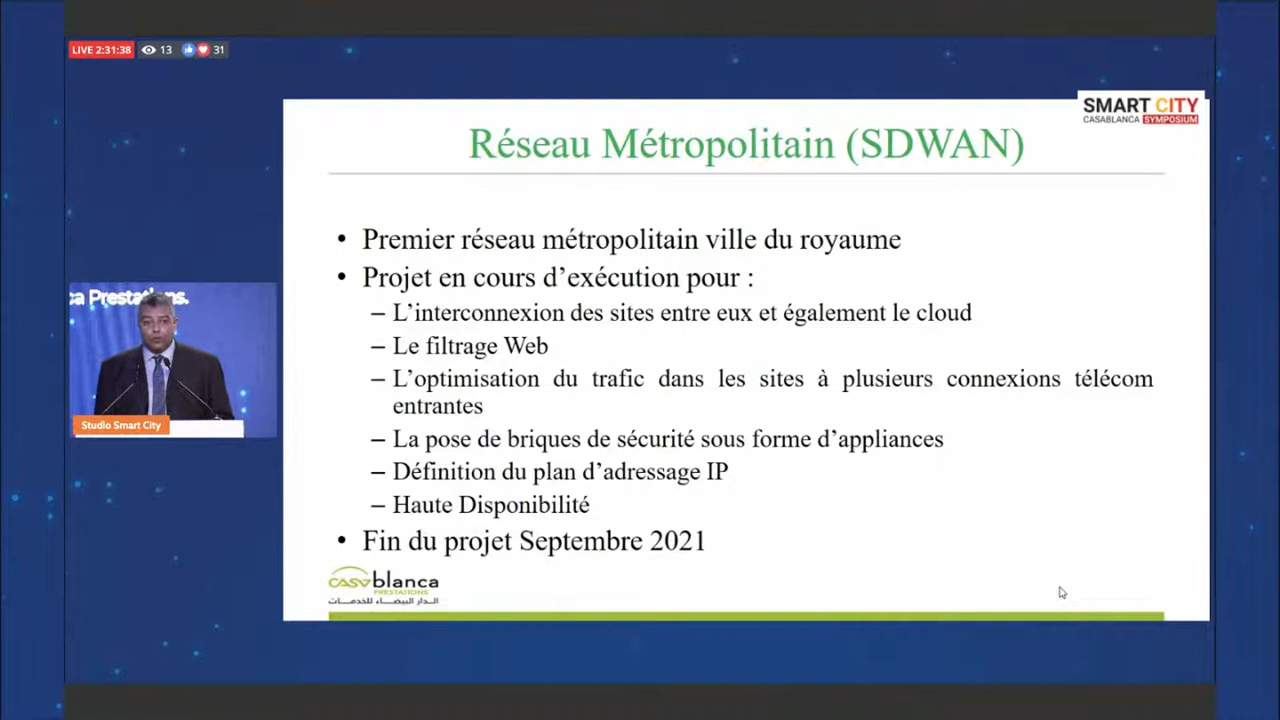 LIVE 2:31:38 13 31
SMART CITY
CASABLANCA SYMPOSIUM
Réseau Métropolitain (SDWAN)
• Premier réseau métropolitain ville du royaume
• Projet en cours d’exécution pour :
– L’interconnexion des sites entre eux et également le cloud
– Le filtrage Web
– L’optimisation du trafic dans les sites à plusieurs connexions télécom
entrantes
– La pose de briques de sécurité sous forme d’appliances
– Définition du plan d’adressage IP
– Haute Disponibilité
• Fin du projet Septembre 2021
ca Prestations.
Studio Smart City
CASablanca
PRESTATIONS
الدار البيضاء للخدمات